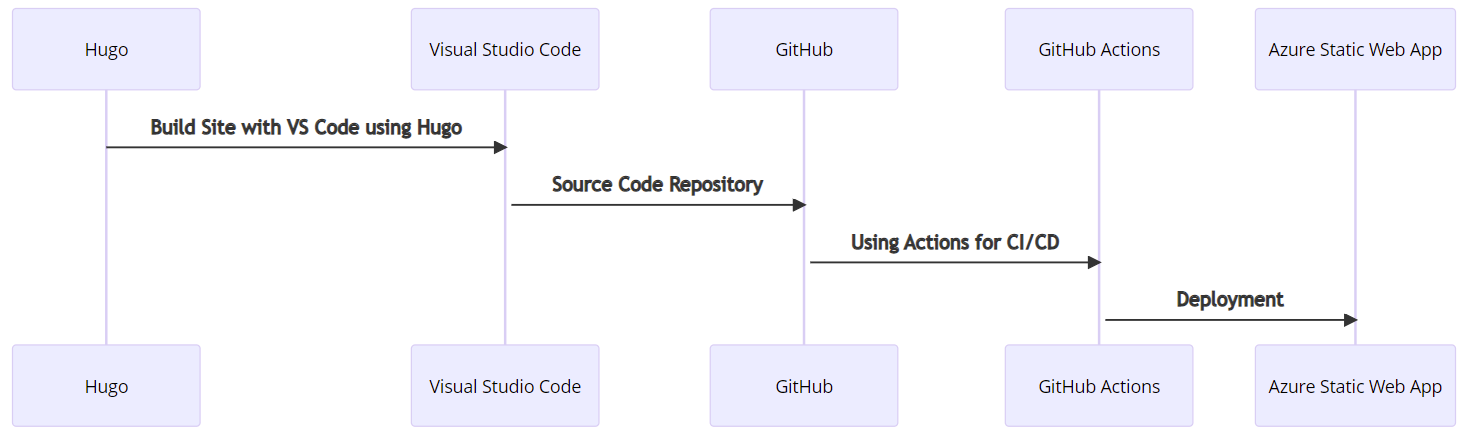 Hugo
Visual Studio Code
GitHub
GitHub Actions
Azure Static Web App
Build Site with VS Code using Hugo
Source Code Repository
Using Actions for CI/CD
Deployment
Hugo
Visual Studio Code
GitHub
GitHub Actions
Azure Static Web App